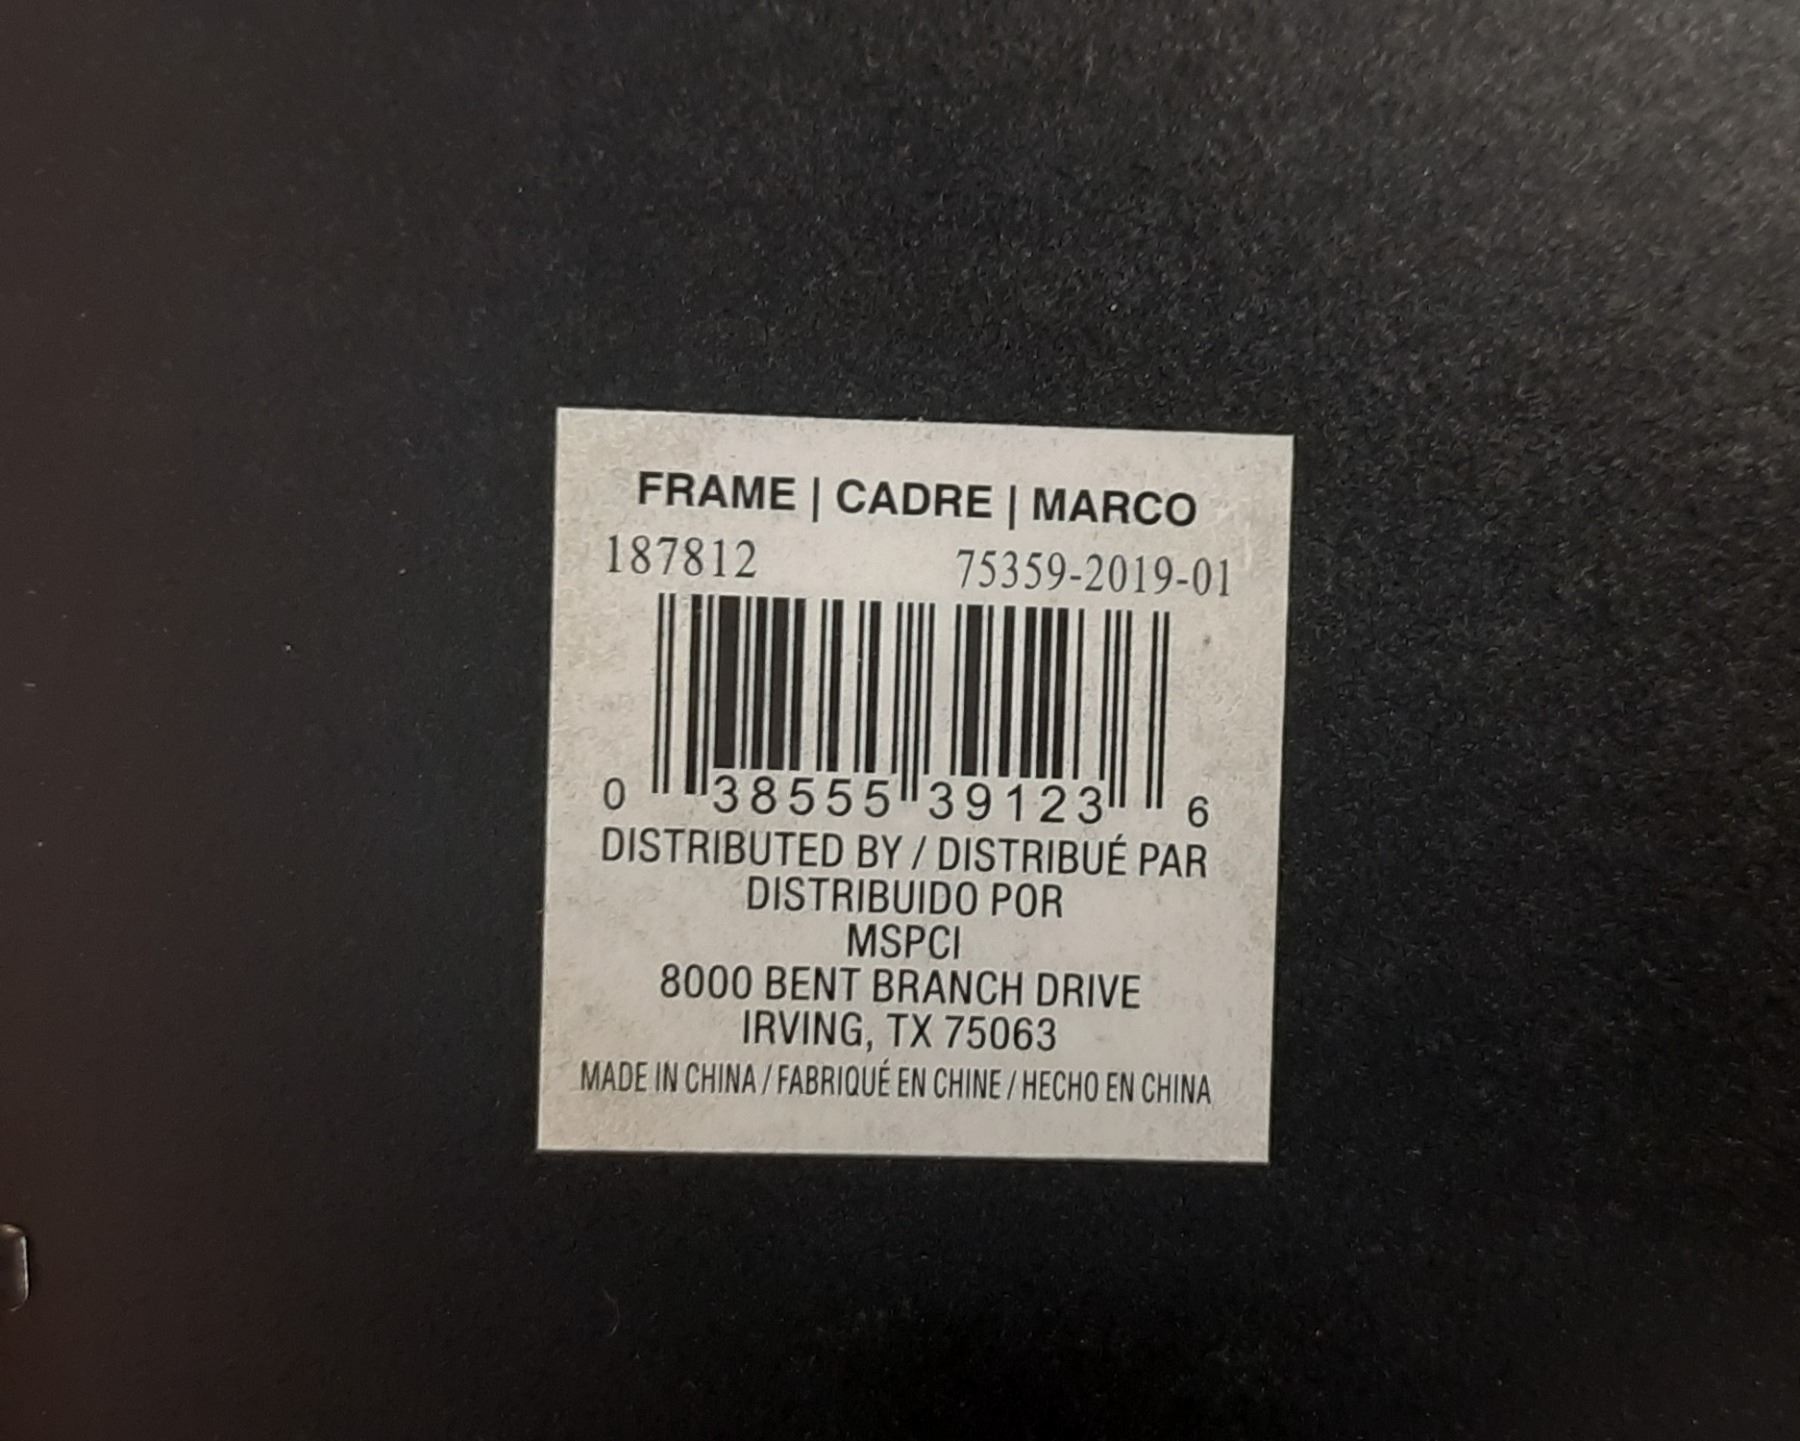 FRAME | CADRE | MARCO
187812 75359-2019-01
0 38555 39123 6
DISTRIBUTED BY / DISTRIBUÉ PAR
DISTRIBUIDO POR
MSPCI
8000 BENT BRANCH DRIVE
IRVING, TX 75063
MADE IN CHINA / FABRIQUÉ EN CHINE / HECHO EN CHINA